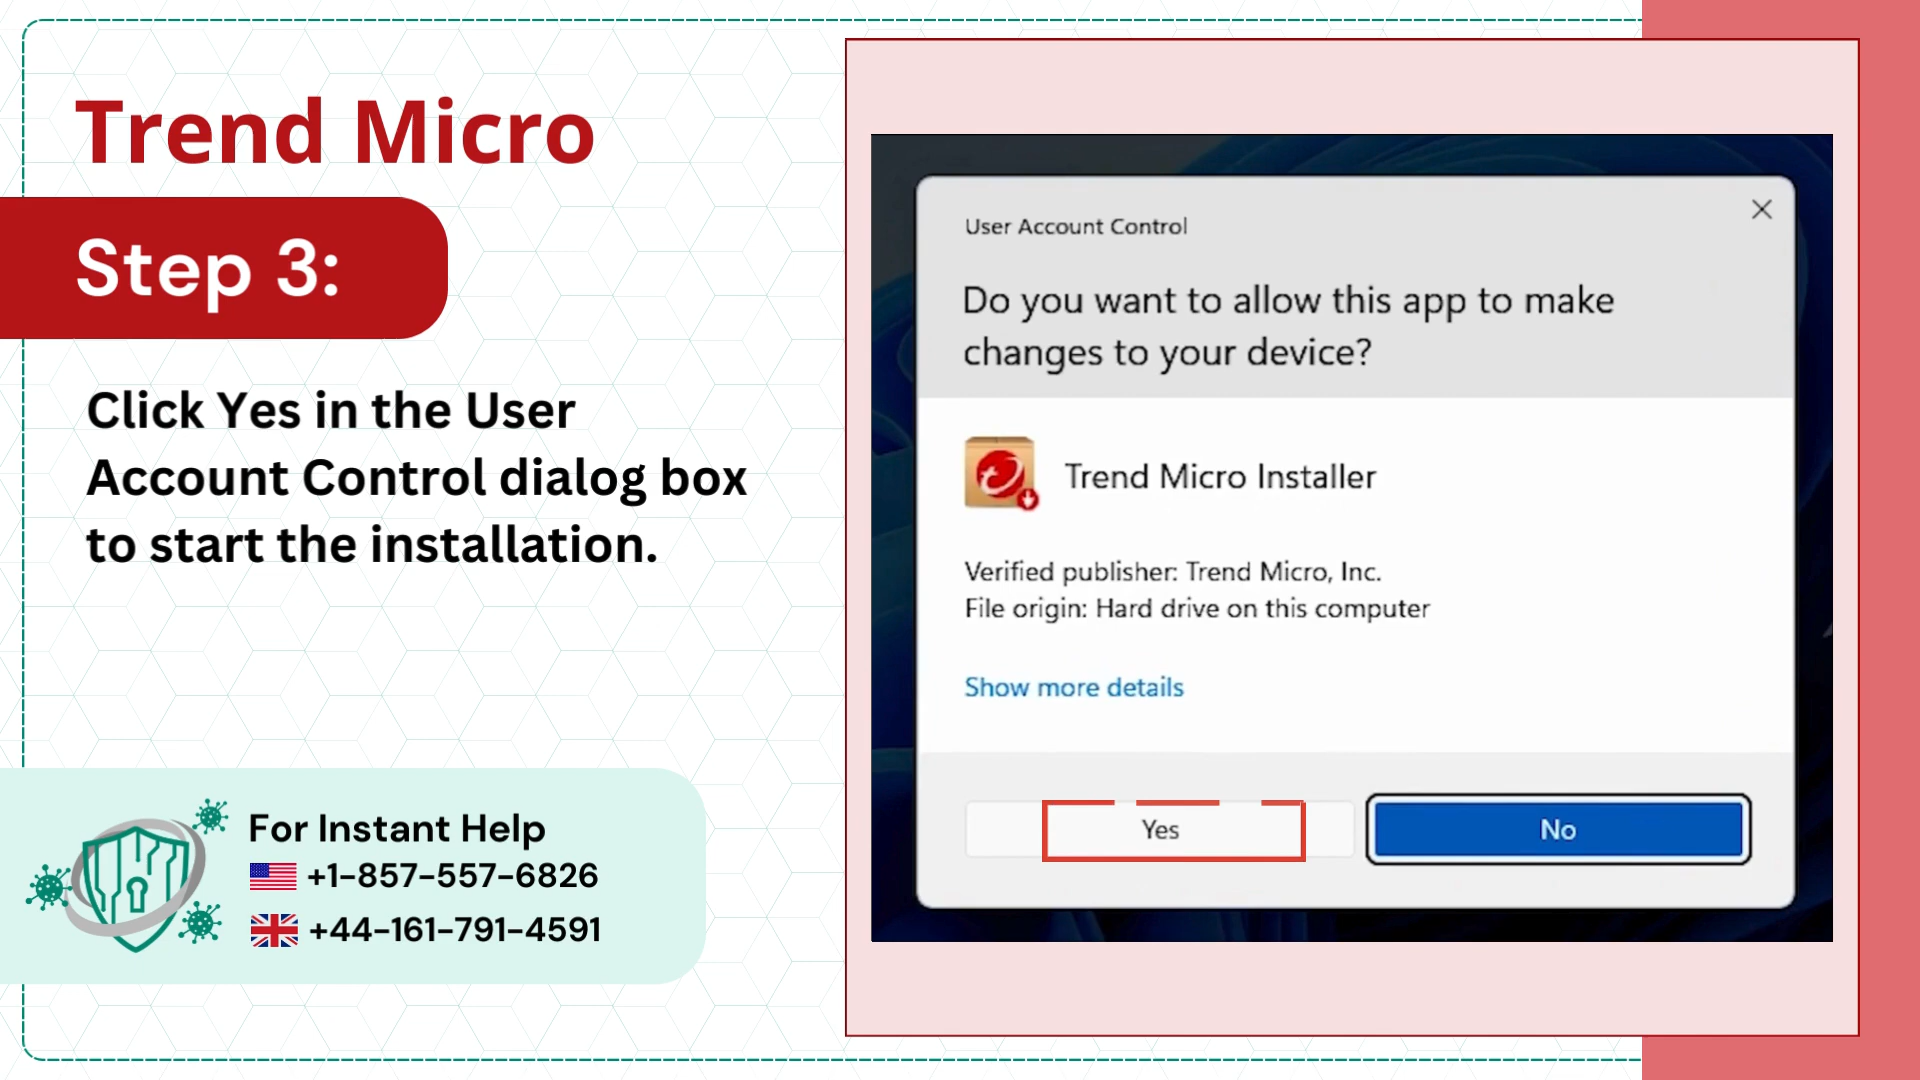 Trend Micro
Step 3:
Click Yes in the User
Account Control dialog box
to start the installation.
For Instant Help
+1-857-557-6826
+44-161-791-4591
User Account Control
Do you want to allow this app to make
changes to your device?
Trend Micro Installer
Verified publisher: Trend Micro, Inc.
File origin: Hard drive on this computer
Show more details
Yes
No